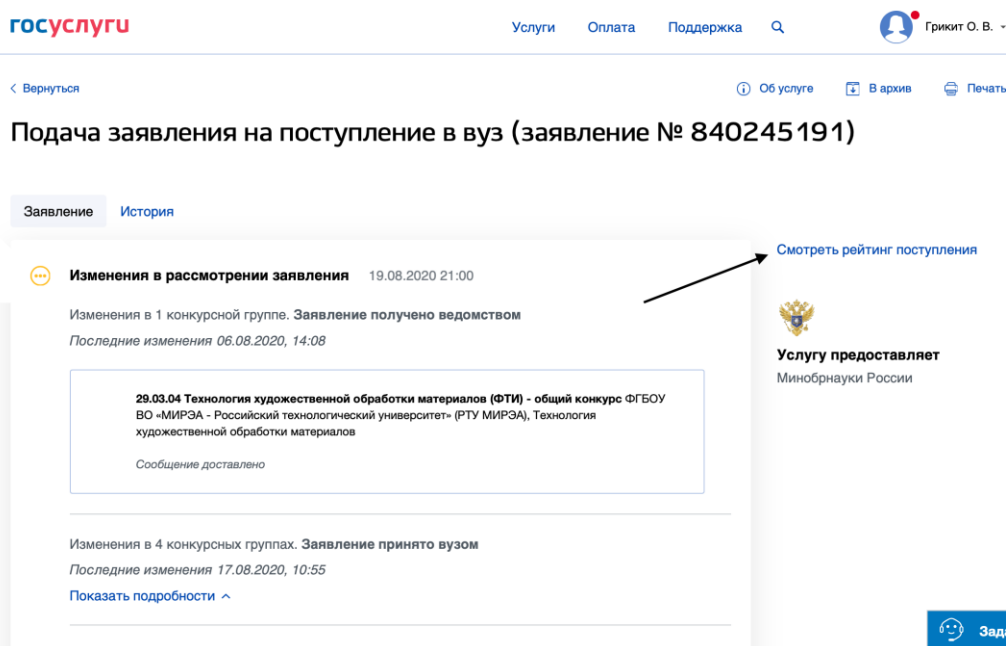 госуслуги
Услуги Оплата Поддержка
Грикит О. В.
Вернуться
Об услуге В архив Печать
Подача заявления на поступление в вуз (заявление № 840245191)
Заявление История
Смотреть рейтинг поступления
Изменения в рассмотрении заявления 19.08.2020 21:00
Изменения в 1 конкурсной группе. Заявление получено ведомством
Последние изменения 06.08.2020, 14:08
Услугу предоставляет
Минобрнауки России
29.03.04 Технология художественной обработки материалов (ФТИ) - общий конкурс ФГБОУ
ВО «МИРЭА - Российский технологический университет» (РТУ МИРЭА), Технология
художественной обработки материалов
Сообщение доставлено
Изменения в 4 конкурсных группах. Заявление принято вузом
Последние изменения 17.08.2020, 10:55
Показать подробности